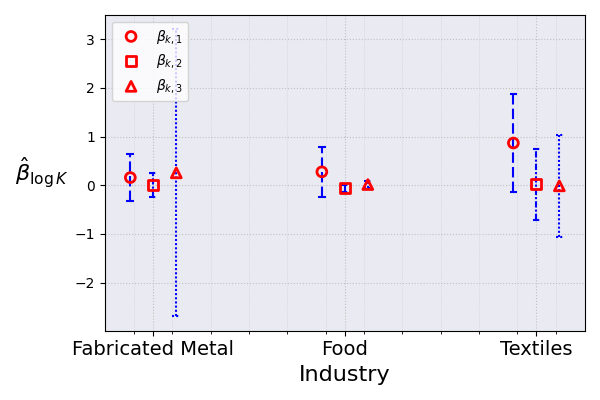 β_{k,1}
β_{k,2}
β_{k,3}
3
2
1
0
−1
−2
β̂_{log K}
Fabricated Metal Food Textiles
Industry